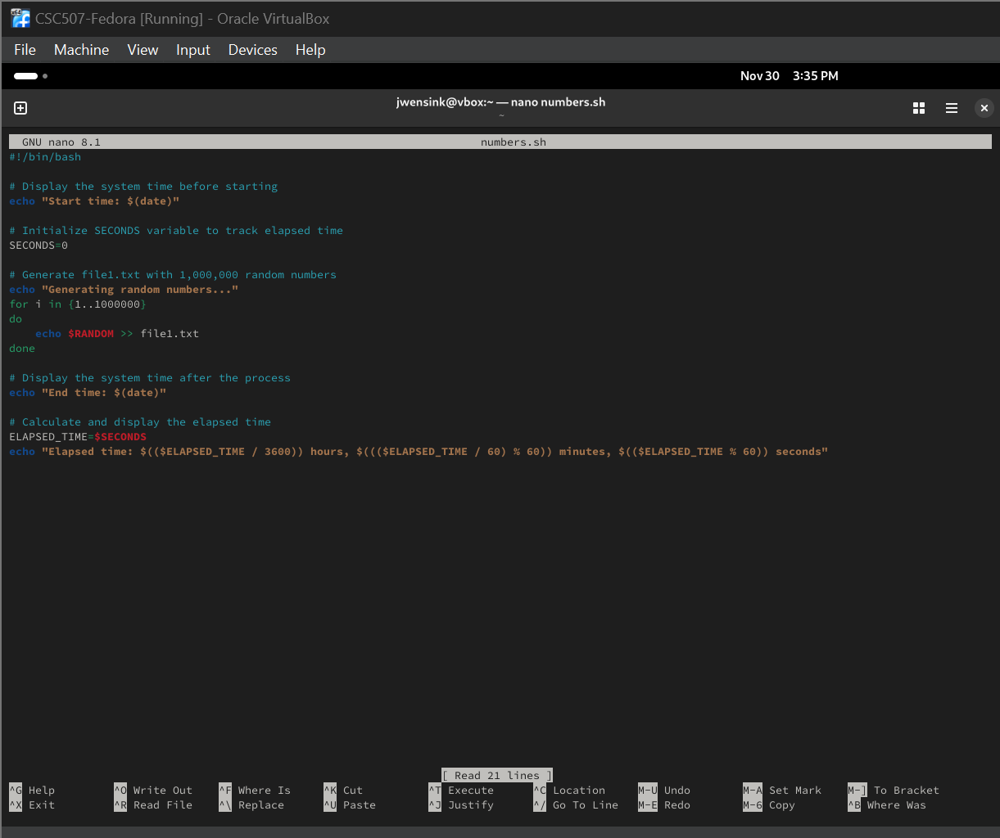 CSC507-Fedora [Running] - Oracle VirtualBox
File Machine View Input Devices Help
Nov 30 3:35 PM
jwensink@vbox:~ — nano numbers.sh
~
GNU nano 8.1 numbers.sh
#!/bin/bash
# Display the system time before starting
echo "Start time: $(date)"
# Initialize SECONDS variable to track elapsed time
SECONDS=0
# Generate file1.txt with 1,000,000 random numbers
echo "Generating random numbers..."
for i in {1..1000000}
do
    echo $RANDOM >> file1.txt
done
# Display the system time after the process
echo "End time: $(date)"
# Calculate and display the elapsed time
ELAPSED_TIME=$SECONDS
echo "Elapsed time: $(($ELAPSED_TIME / 3600)) hours, $((($ELAPSED_TIME / 60) % 60)) minutes, $(($ELAPSED_TIME % 60)) seconds"
[ Read 21 lines ]
^G Help ^O Write Out ^F Where Is ^K Cut ^T Execute ^C Location M-U Undo M-A Set Mark M-] To Bracket
^X Exit ^R Read File ^\ Replace ^U Paste ^J Justify ^/ Go To Line M-E Redo M-6 Copy ^B Where Was